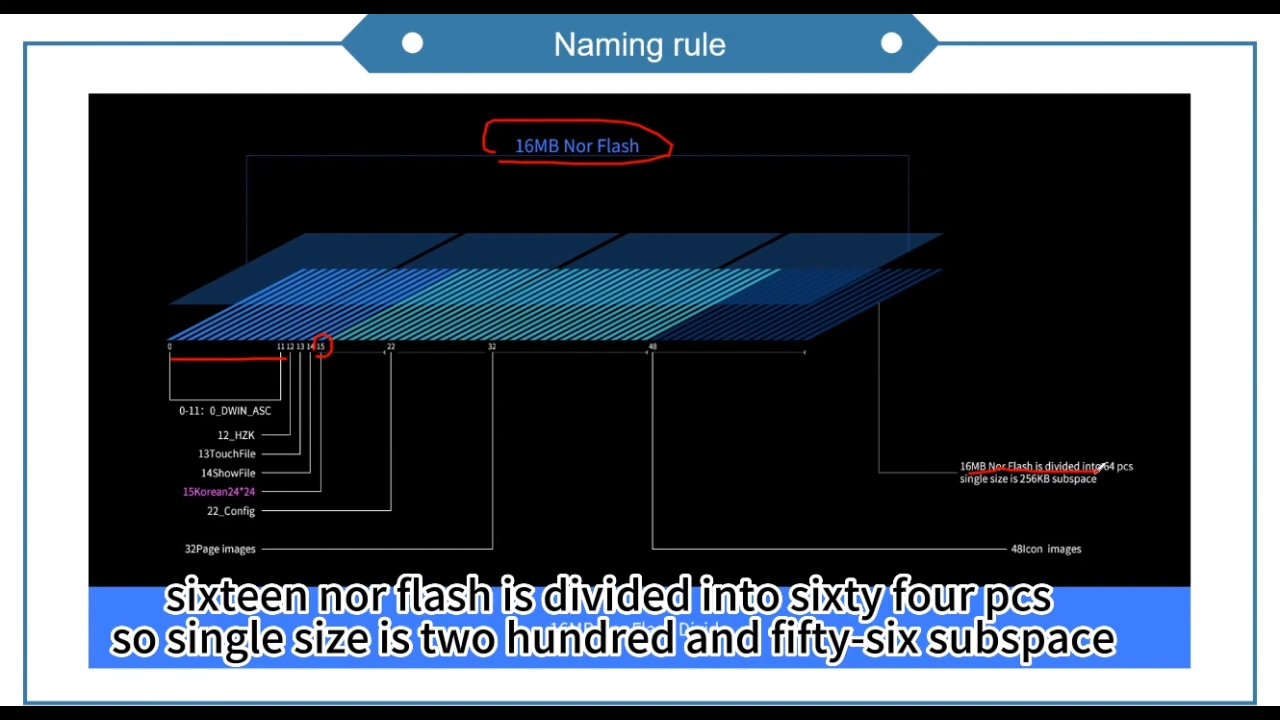 Naming rule
16MB Nor Flash
0 11 12 13 14 15 22 32 48
0-11: 0_DWIN_ASC
12_HZK
13TouchFile
14ShowFile
15Korean24*24
22_Config
32Page images
16MB Nor Flash is divided into 64 pcs
single size is 256KB subspace
48Icon images
sixteen nor flash is divided into sixty four pcs
so single size is two hundred and fifty-six subspace